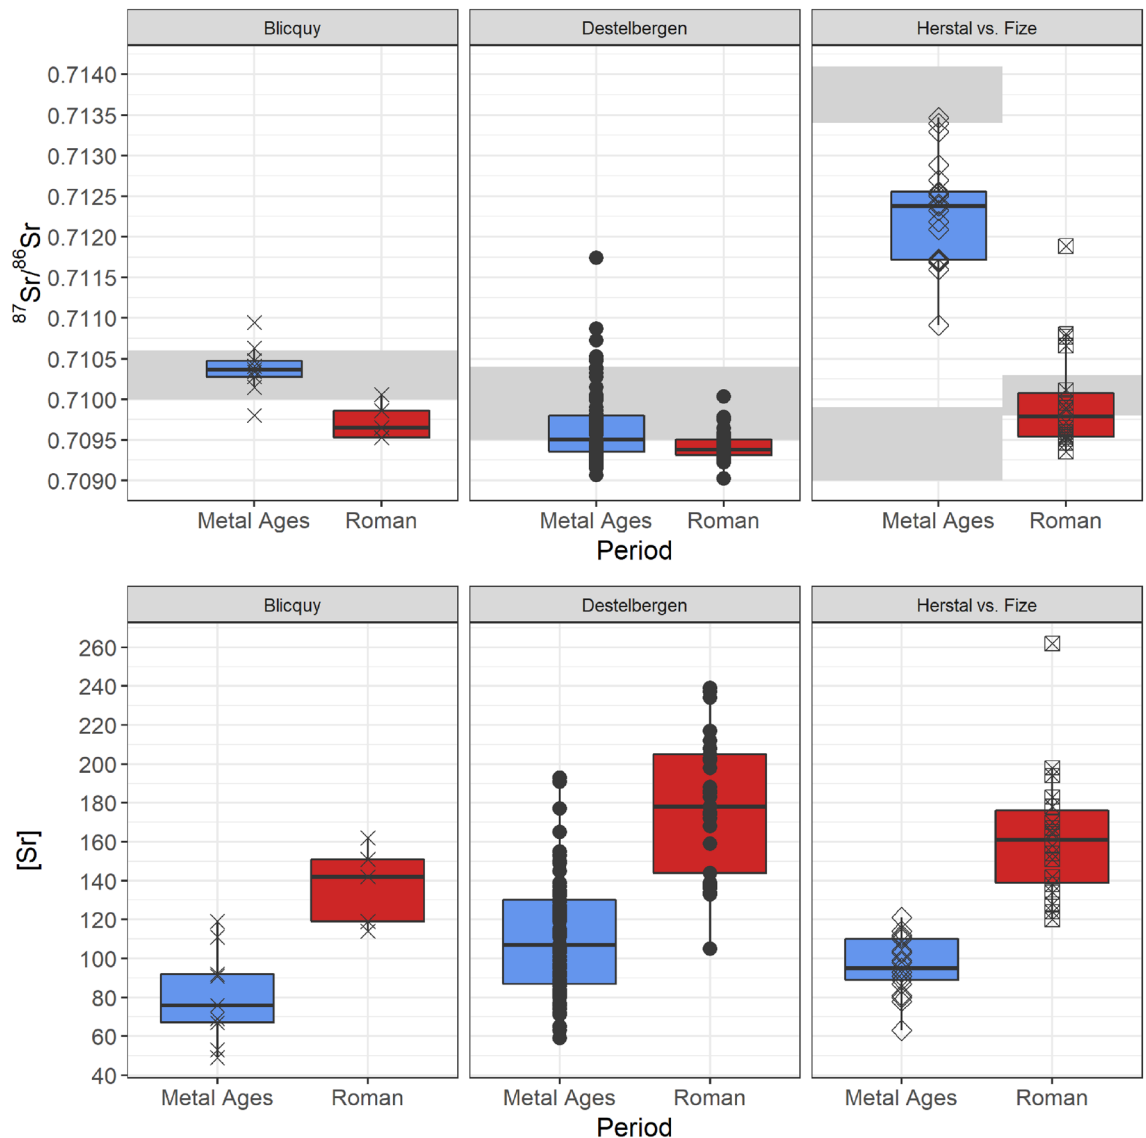 Blicquy Destelbergen Herstal vs. Fize
0.7140
0.7135
0.7130
0.7125
0.7120
0.7115
0.7110
0.7105
0.7100
0.7095
0.7090
⁸⁷Sr/⁸⁶Sr
Metal Ages Roman Metal Ages Roman Metal Ages Roman
Period
Blicquy Destelbergen Herstal vs. Fize
260
240
220
200
180
160
140
120
100
80
60
40
[Sr]
Metal Ages Roman Metal Ages Roman Metal Ages Roman
Period